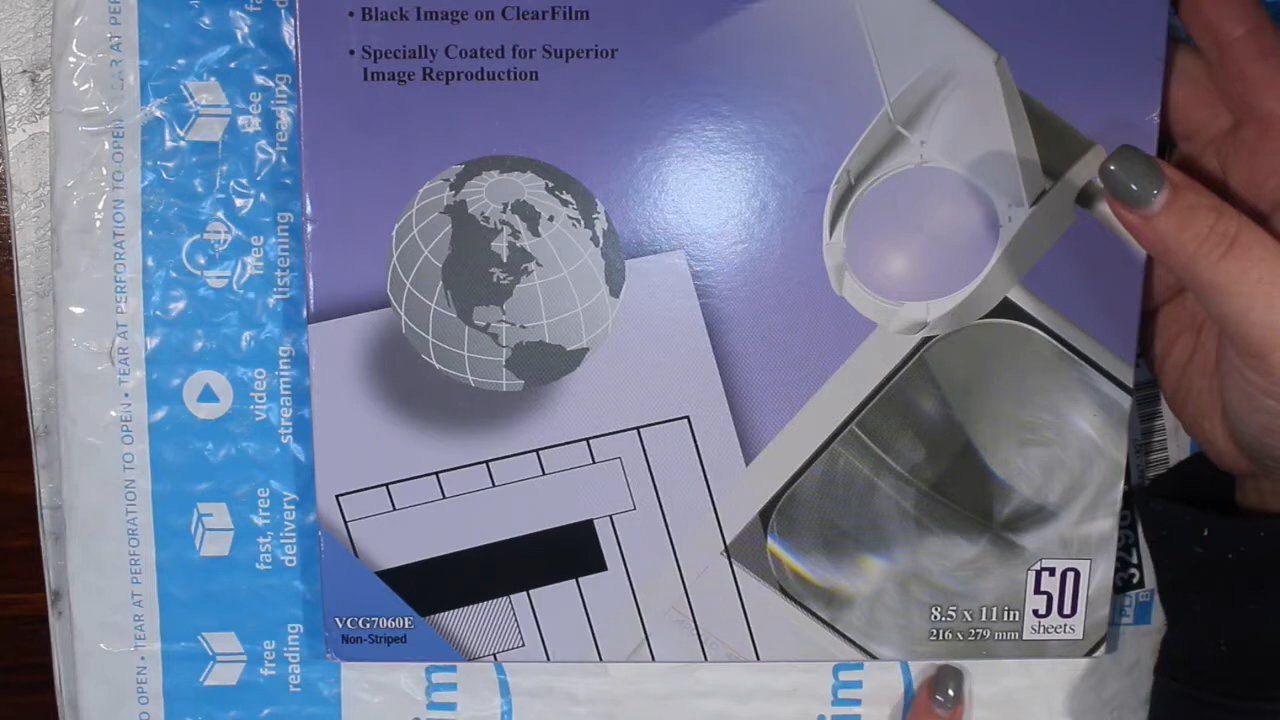 • Black Image on ClearFilm
• Specially Coated for Superior
Image Reproduction
VCG7060E
Non-Striped
8.5 x 11 in
216 x 279 mm
50
sheets
TEAR AT PERFORATION TO OPEN • TEAR AT PERFORATION TO OPEN •
free
reading
free
listening
video
streaming
fast, free
delivery
free
reading
im
im